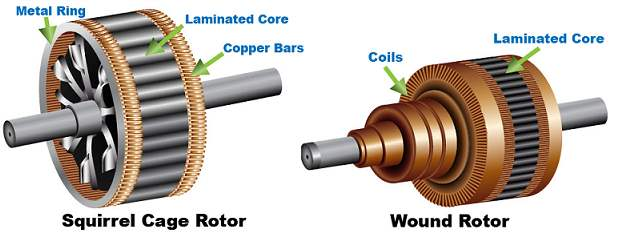 Metal Ring
Laminated Core
Copper Bars
Coils
Laminated Core
Squirrel Cage Rotor
Wound Rotor